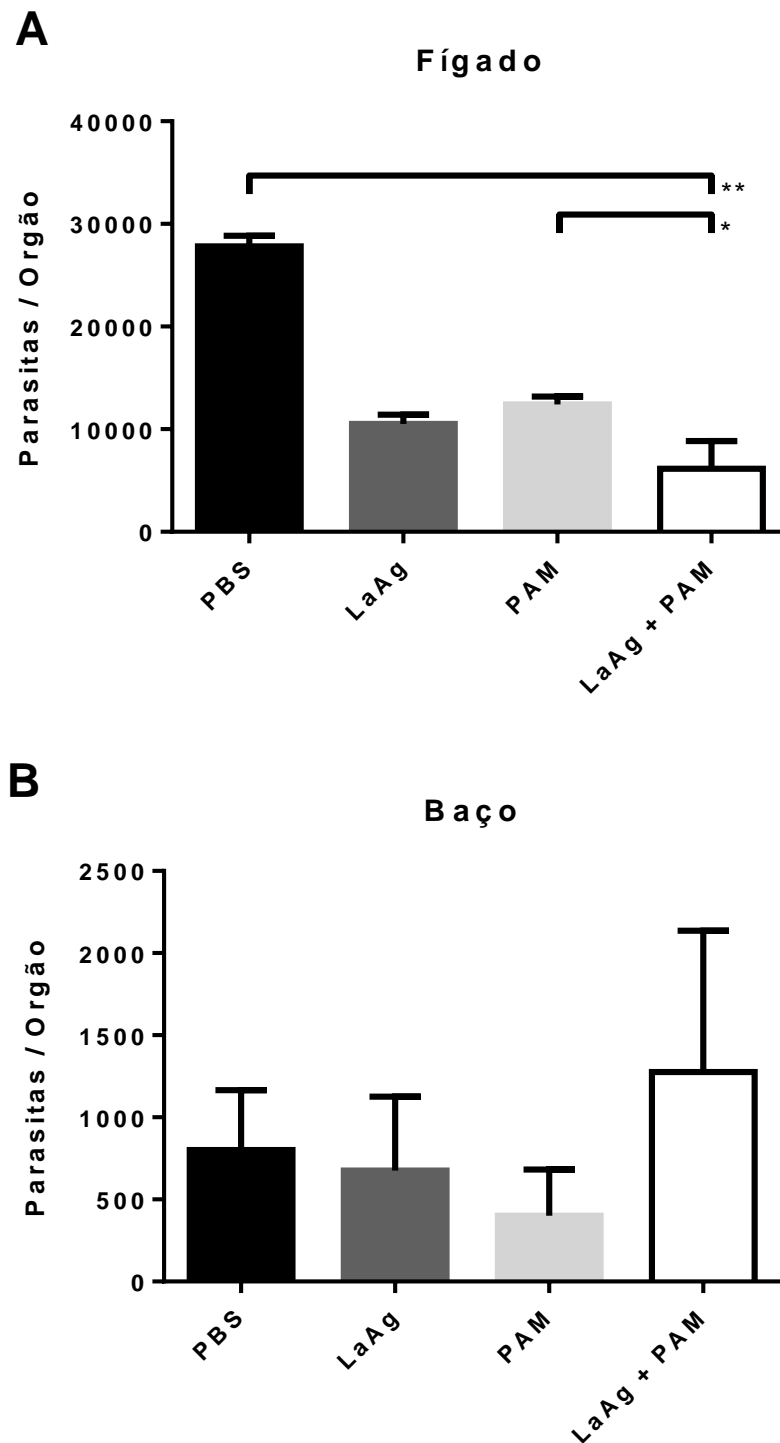 A
Fígado
Parasitas / Orgão
40000
30000
20000
10000
0
**
*
PBS
LaAg
PAM
LaAg + PAM
B
Baço
Parasitas / Orgão
2500
2000
1500
1000
500
0
PBS
LaAg
PAM
LaAg + PAM